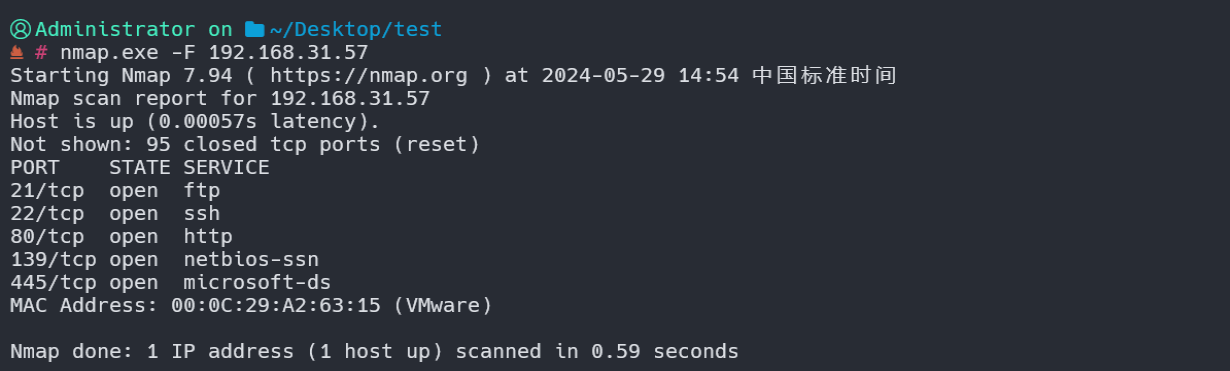 Administrator on ~/Desktop/test
# nmap.exe -F 192.168.31.57
Starting Nmap 7.94 ( https://nmap.org ) at 2024-05-29 14:54 中国标准时间
Nmap scan report for 192.168.31.57
Host is up (0.00057s latency).
Not shown: 95 closed tcp ports (reset)
PORT    STATE SERVICE
21/tcp  open  ftp
22/tcp  open  ssh
80/tcp  open  http
139/tcp open  netbios-ssn
445/tcp open  microsoft-ds
MAC Address: 00:0C:29:A2:63:15 (VMware)
Nmap done: 1 IP address (1 host up) scanned in 0.59 seconds